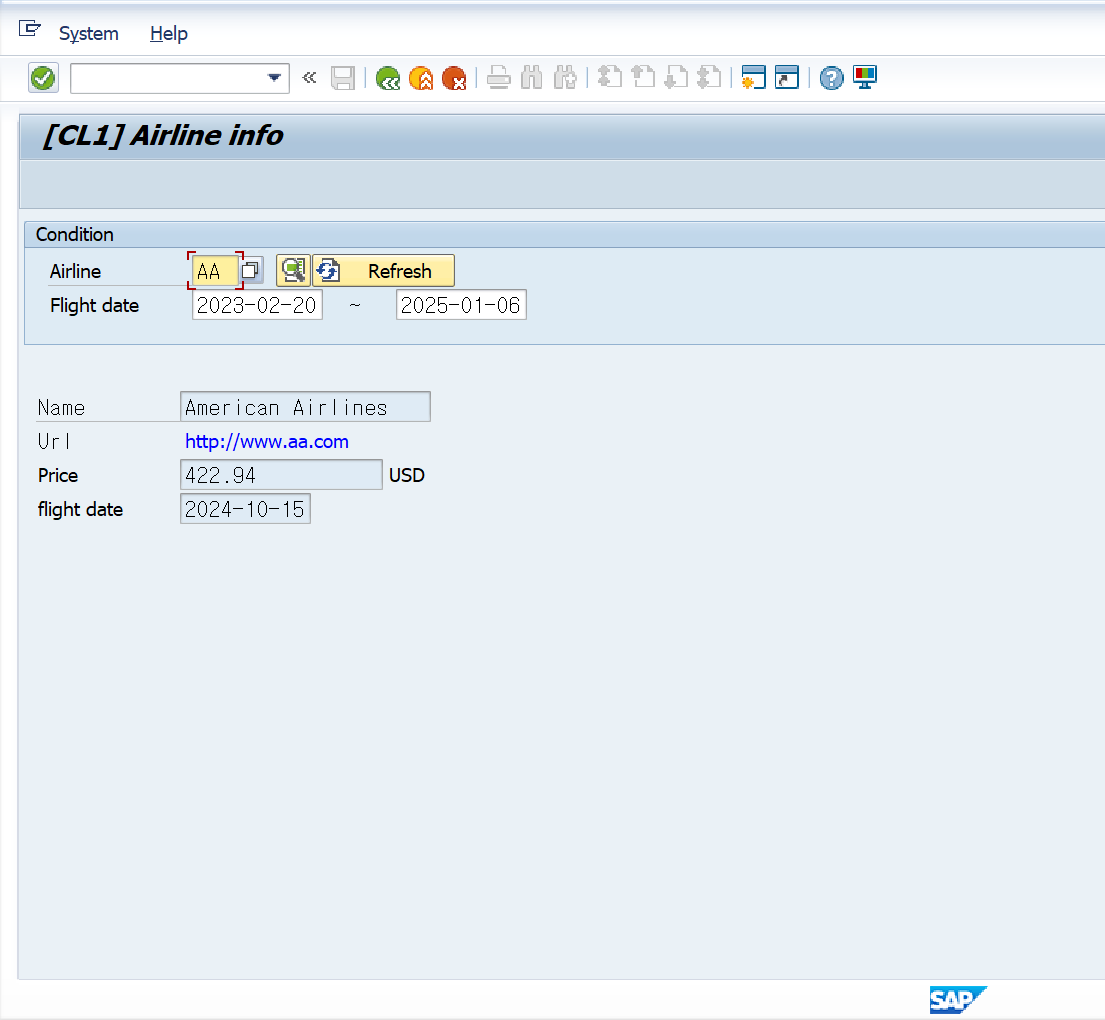 System Help
[CL1] Airline info
Condition
Airline AA Refresh
Flight date 2023-02-20 ~ 2025-01-06
Name American Airlines
Url http://www.aa.com
Price 422.94 USD
flight date 2024-10-15
SAP